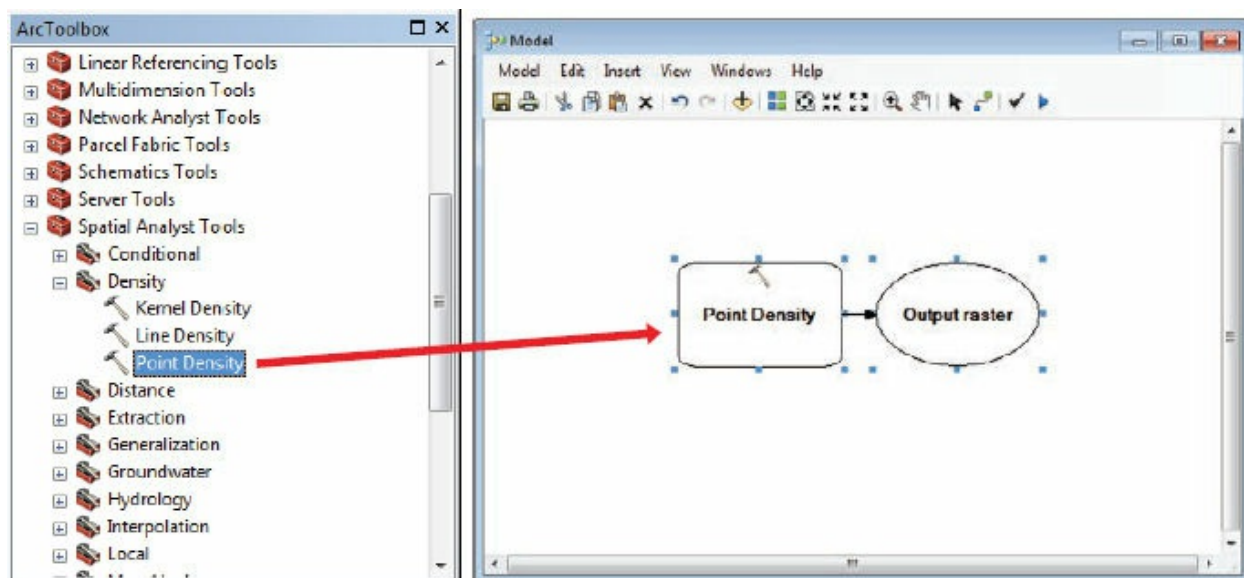 ArcToolbox
Linear Referencing Tools
Multidimension Tools
Network Analyst Tools
Parcel Fabric Tools
Schematics Tools
Server Tools
Spatial Analyst Tools
Conditional
Density
Kernel Density
Line Density
Point Density
Distance
Extraction
Generalization
Groundwater
Hydrology
Interpolation
Local
Model
Model Edit Insert View Windows Help
Point Density
Output raster